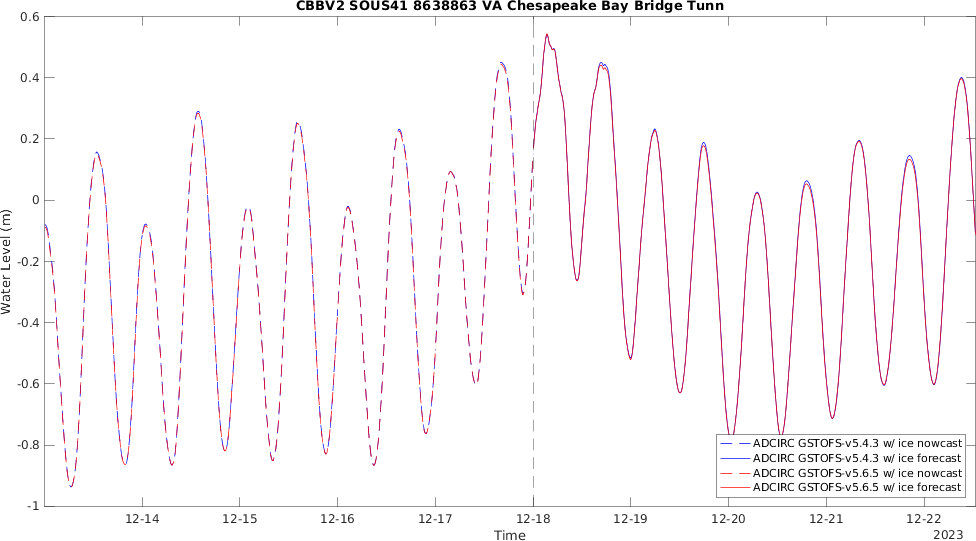 CBBV2 SOUS41 8638863 VA Chesapeake Bay Bridge Tunn
0.6
0.4
0.2
0
-0.2
-0.4
-0.6
-0.8
-1
Water Level (m)
ADCIRC GSTOFS-v5.4.3 w/ ice nowcast
ADCIRC GSTOFS-v5.4.3 w/ ice forecast
ADCIRC GSTOFS-v5.6.5 w/ ice nowcast
ADCIRC GSTOFS-v5.6.5 w/ ice forecast
12-14 12-15 12-16 12-17 12-18 12-19 12-20 12-21 12-22
Time
2023